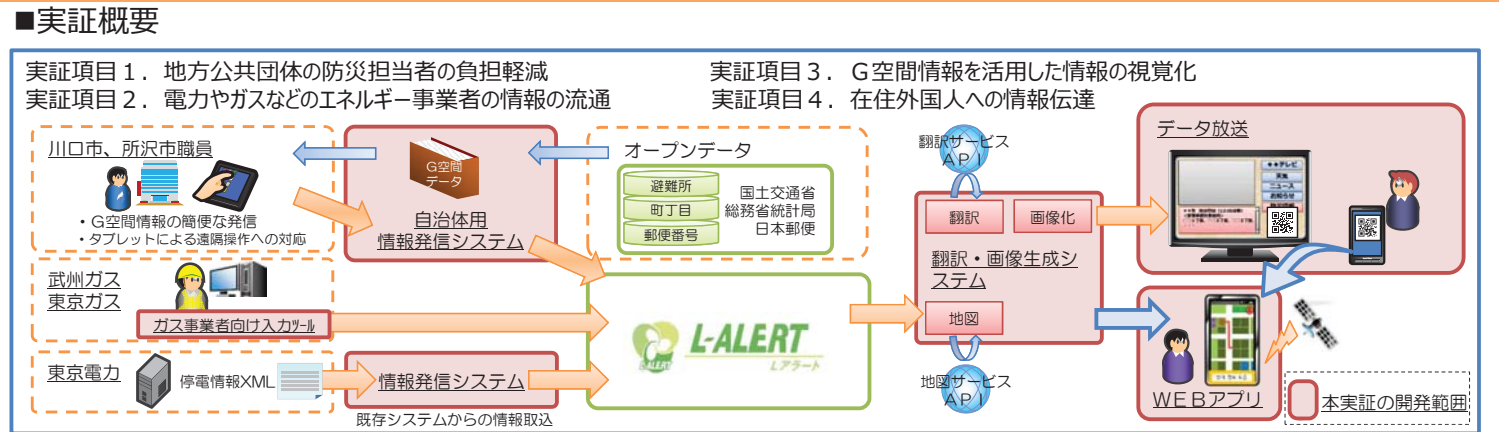 ■実証概要
実証項目１．地方公共団体の防災担当者の負担軽減
実証項目２．電力やガスなどのエネルギー事業者の情報の流通
実証項目３．Ｇ空間情報を活用した情報の視覚化
実証項目４．在住外国人への情報伝達
川口市、所沢市職員
・Ｇ空間情報の簡便な発信
・タブレットによる遠隔操作への対応
G空間
データ
自治体用
情報発信システム
オープンデータ
避難所
町丁目
郵便番号
国土交通省
総務省統計局
日本郵便
武州ガス
東京ガス
ガス事業者向け入力ツール
東京電力
停電情報XML
情報発信システム
既存システムからの情報取込
L-ALERT
L-ALERT
Lアラート
翻訳サービス
ＡＰＩ
翻訳
画像化
翻訳・画像生成シ
ステム
地図
地図サービス
ＡＰＩ
データ放送
★★テレビ
天気
ニュース
お知らせ
ＷＥＢアプリ
本実証の開発範囲